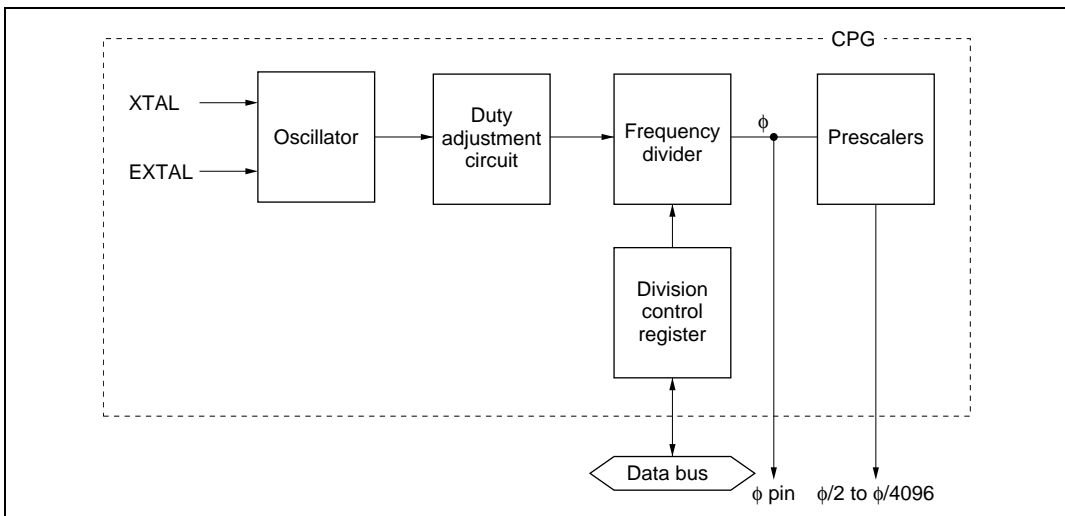 CPG
XTAL
EXTAL
Oscillator
Duty
adjustment
circuit
Frequency
divider
ϕ
Prescalers
Division
control
register
Data bus
ϕ pin
ϕ/2 to ϕ/4096